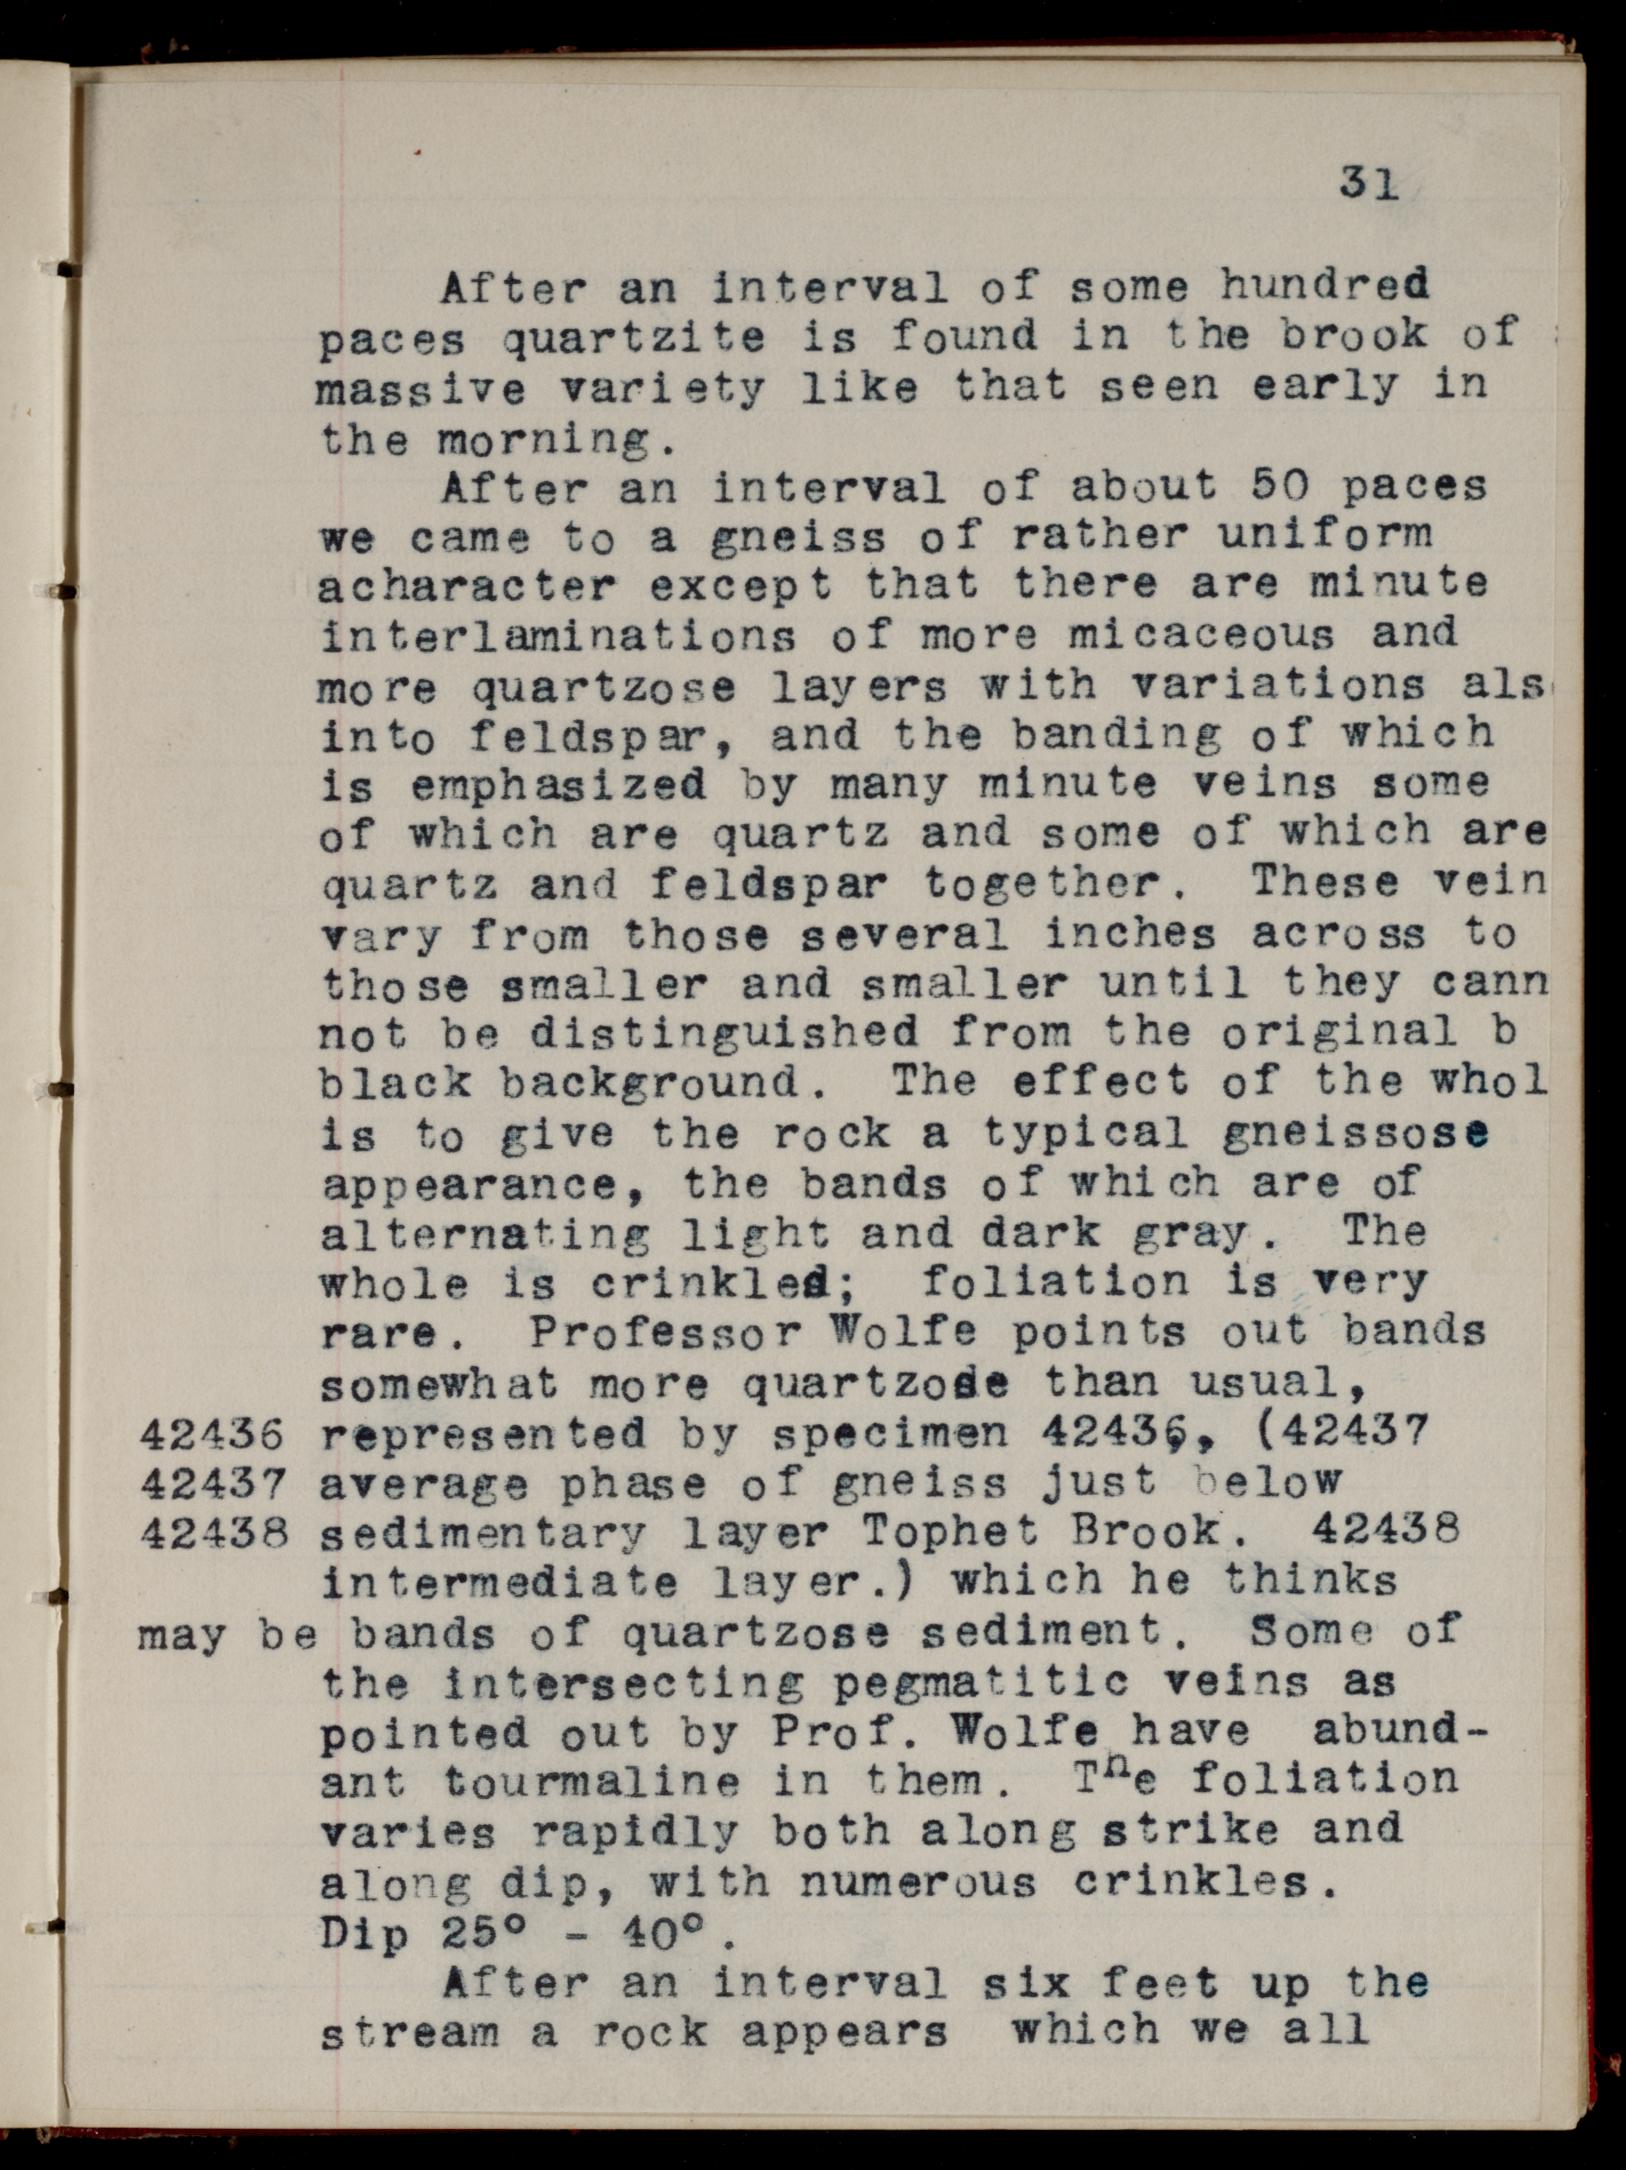 31
After an interval of some hundred
paces quartzite is found in the brook of
massive variety like that seen early in
the morning.
After an interval of about 50 paces
we came to a gneiss of rather uniform
acharacter except that there are minute
interlaminations of more micaceous and
more quartzose layers with variations als
into feldspar, and the banding of which
is emphasized by many minute veins some
of which are quartz and some of which are
quartz and feldspar together. These vein
vary from those several inches across to
those smaller and smaller until they cann
not be distinguished from the original b
black background. The effect of the whol
is to give the rock a typical gneissose
appearance, the bands of which are of
alternating light and dark gray. The
whole is crinkled; foliation is very
rare. Professor Wolfe points out bands
somewhat more quartzose than usual,
42436 represented by specimen 42436, (42437
42437 average phase of gneiss just below
42438 sedimentary layer Tophet Brook. 42438
intermediate layer.) which he thinks
may be bands of quartzose sediment. Some of
the intersecting pegmatitic veins as
pointed out by Prof. Wolfe have abund-
ant tourmaline in them. The foliation
varies rapidly both along strike and
along dip, with numerous crinkles.
Dip 25° - 40°.
After an interval six feet up the
stream a rock appears which we all